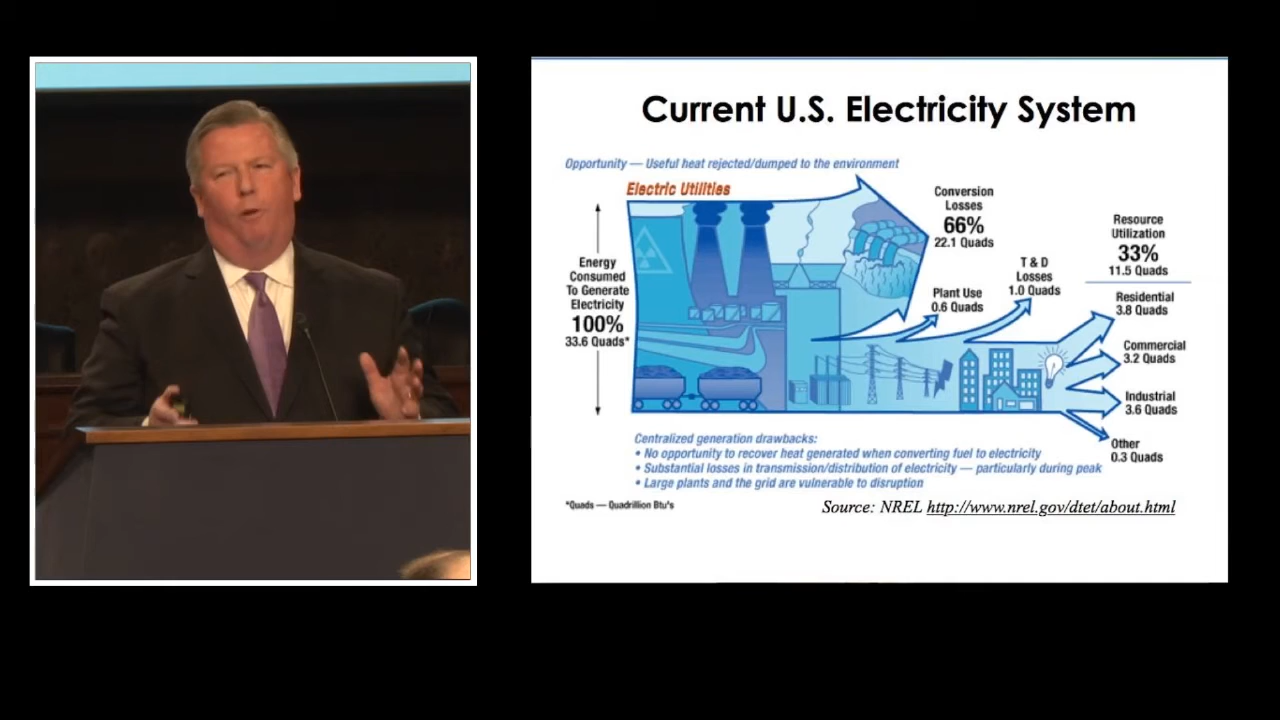 Current U.S. Electricity System
Opportunity — Useful heat rejected/dumped to the environment
Electric Utilities
Energy
Consumed
To Generate
Electricity
100%
33.6 Quads*
Conversion
Losses
66%
22.1 Quads
Plant Use
0.6 Quads
T & D
Losses
1.0 Quads
Resource
Utilization
33%
11.5 Quads
Residential
3.8 Quads
Commercial
3.2 Quads
Industrial
3.6 Quads
Other
0.3 Quads
Centralized generation drawbacks:
• No opportunity to recover heat generated when converting fuel to electricity
• Substantial losses in transmission/distribution of electricity — particularly during peak
• Large plants and the grid are vulnerable to disruption
*Quads — Quadrillion Btu's
Source: NREL http://www.nrel.gov/dtet/about.html